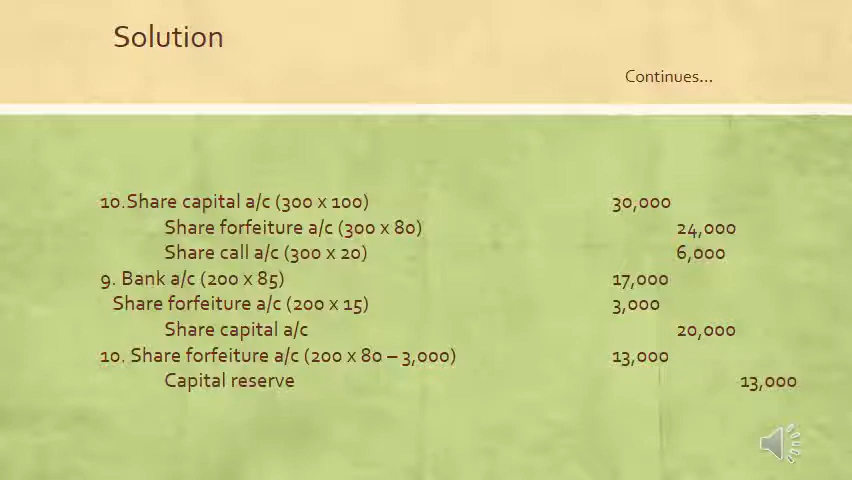 Solution
Continues...
10.Share capital a/c (300 x 100) 30,000
Share forfeiture a/c (300 x 80) 24,000
Share call a/c (300 x 20) 6,000
9. Bank a/c (200 x 85) 17,000
Share forfeiture a/c (200 x 15) 3,000
Share capital a/c 20,000
10. Share forfeiture a/c (200 x 80 – 3,000) 13,000
Capital reserve 13,000